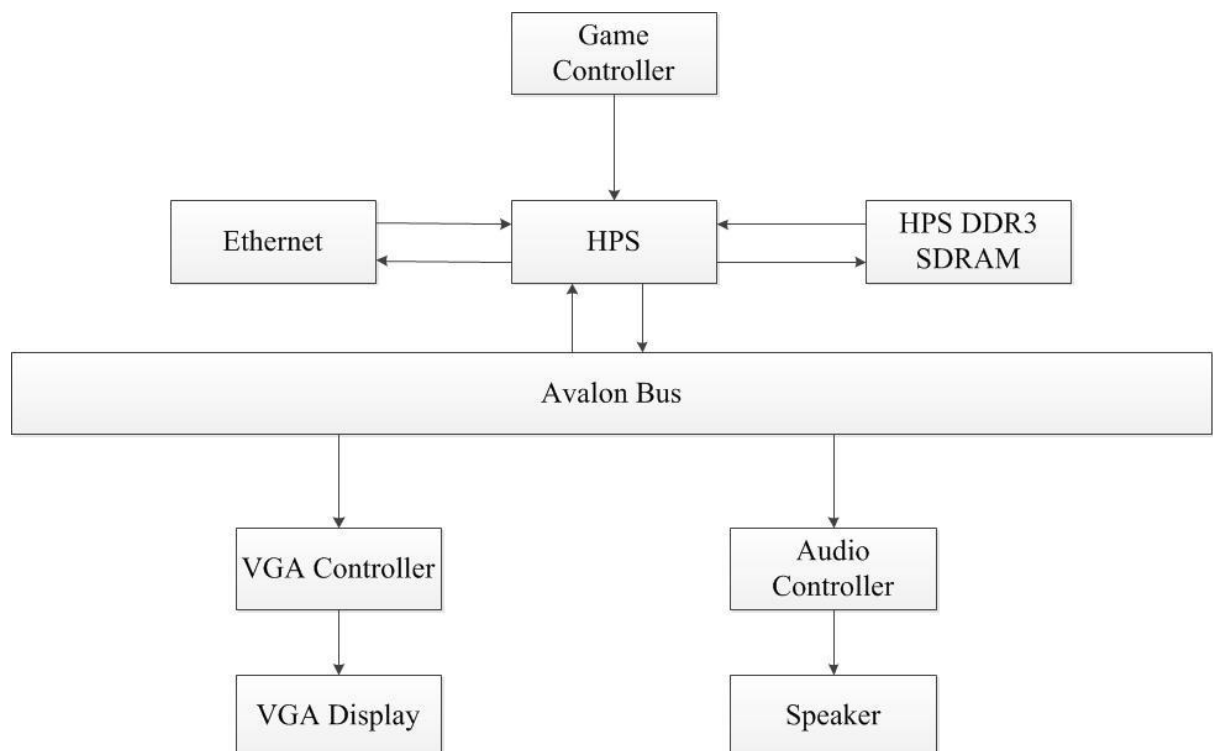 Game
Controller
Ethernet
HPS
HPS DDR3
SDRAM
Avalon Bus
VGA Controller
Audio
Controller
VGA Display
Speaker